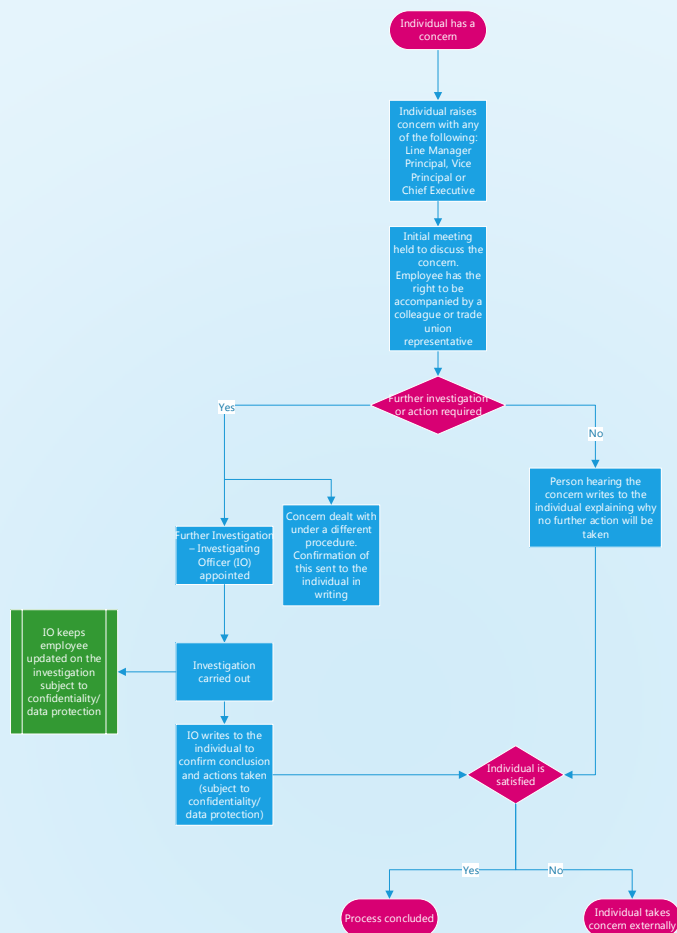 Individual has a
concern
Individual raises
concern with any
of the following:
Line Manager
Principal, Vice
Principal or
Chief Executive
Initial meeting
held to discuss the
concern.
Employee has the
right to be
accompanied by a
colleague or trade
union
representative
Further investigation
or action required
Yes
No
Person hearing the
concern writes to the
individual explaining why
no further action will be
taken
Concern dealt with
under a different
procedure.
Confirmation of
this sent to the
individual in
writing
Further Investigation
– Investigating
Officer (IO)
appointed
IO keeps
employee
updated on the
investigation
subject to
confidentiality/
data protection
Investigation
carried out
IO writes to the
individual to
confirm conclusion
and actions taken
(subject to
confidentiality/
data protection)
Individual is
satisfied
Yes
No
Process concluded
Individual takes
concern externally